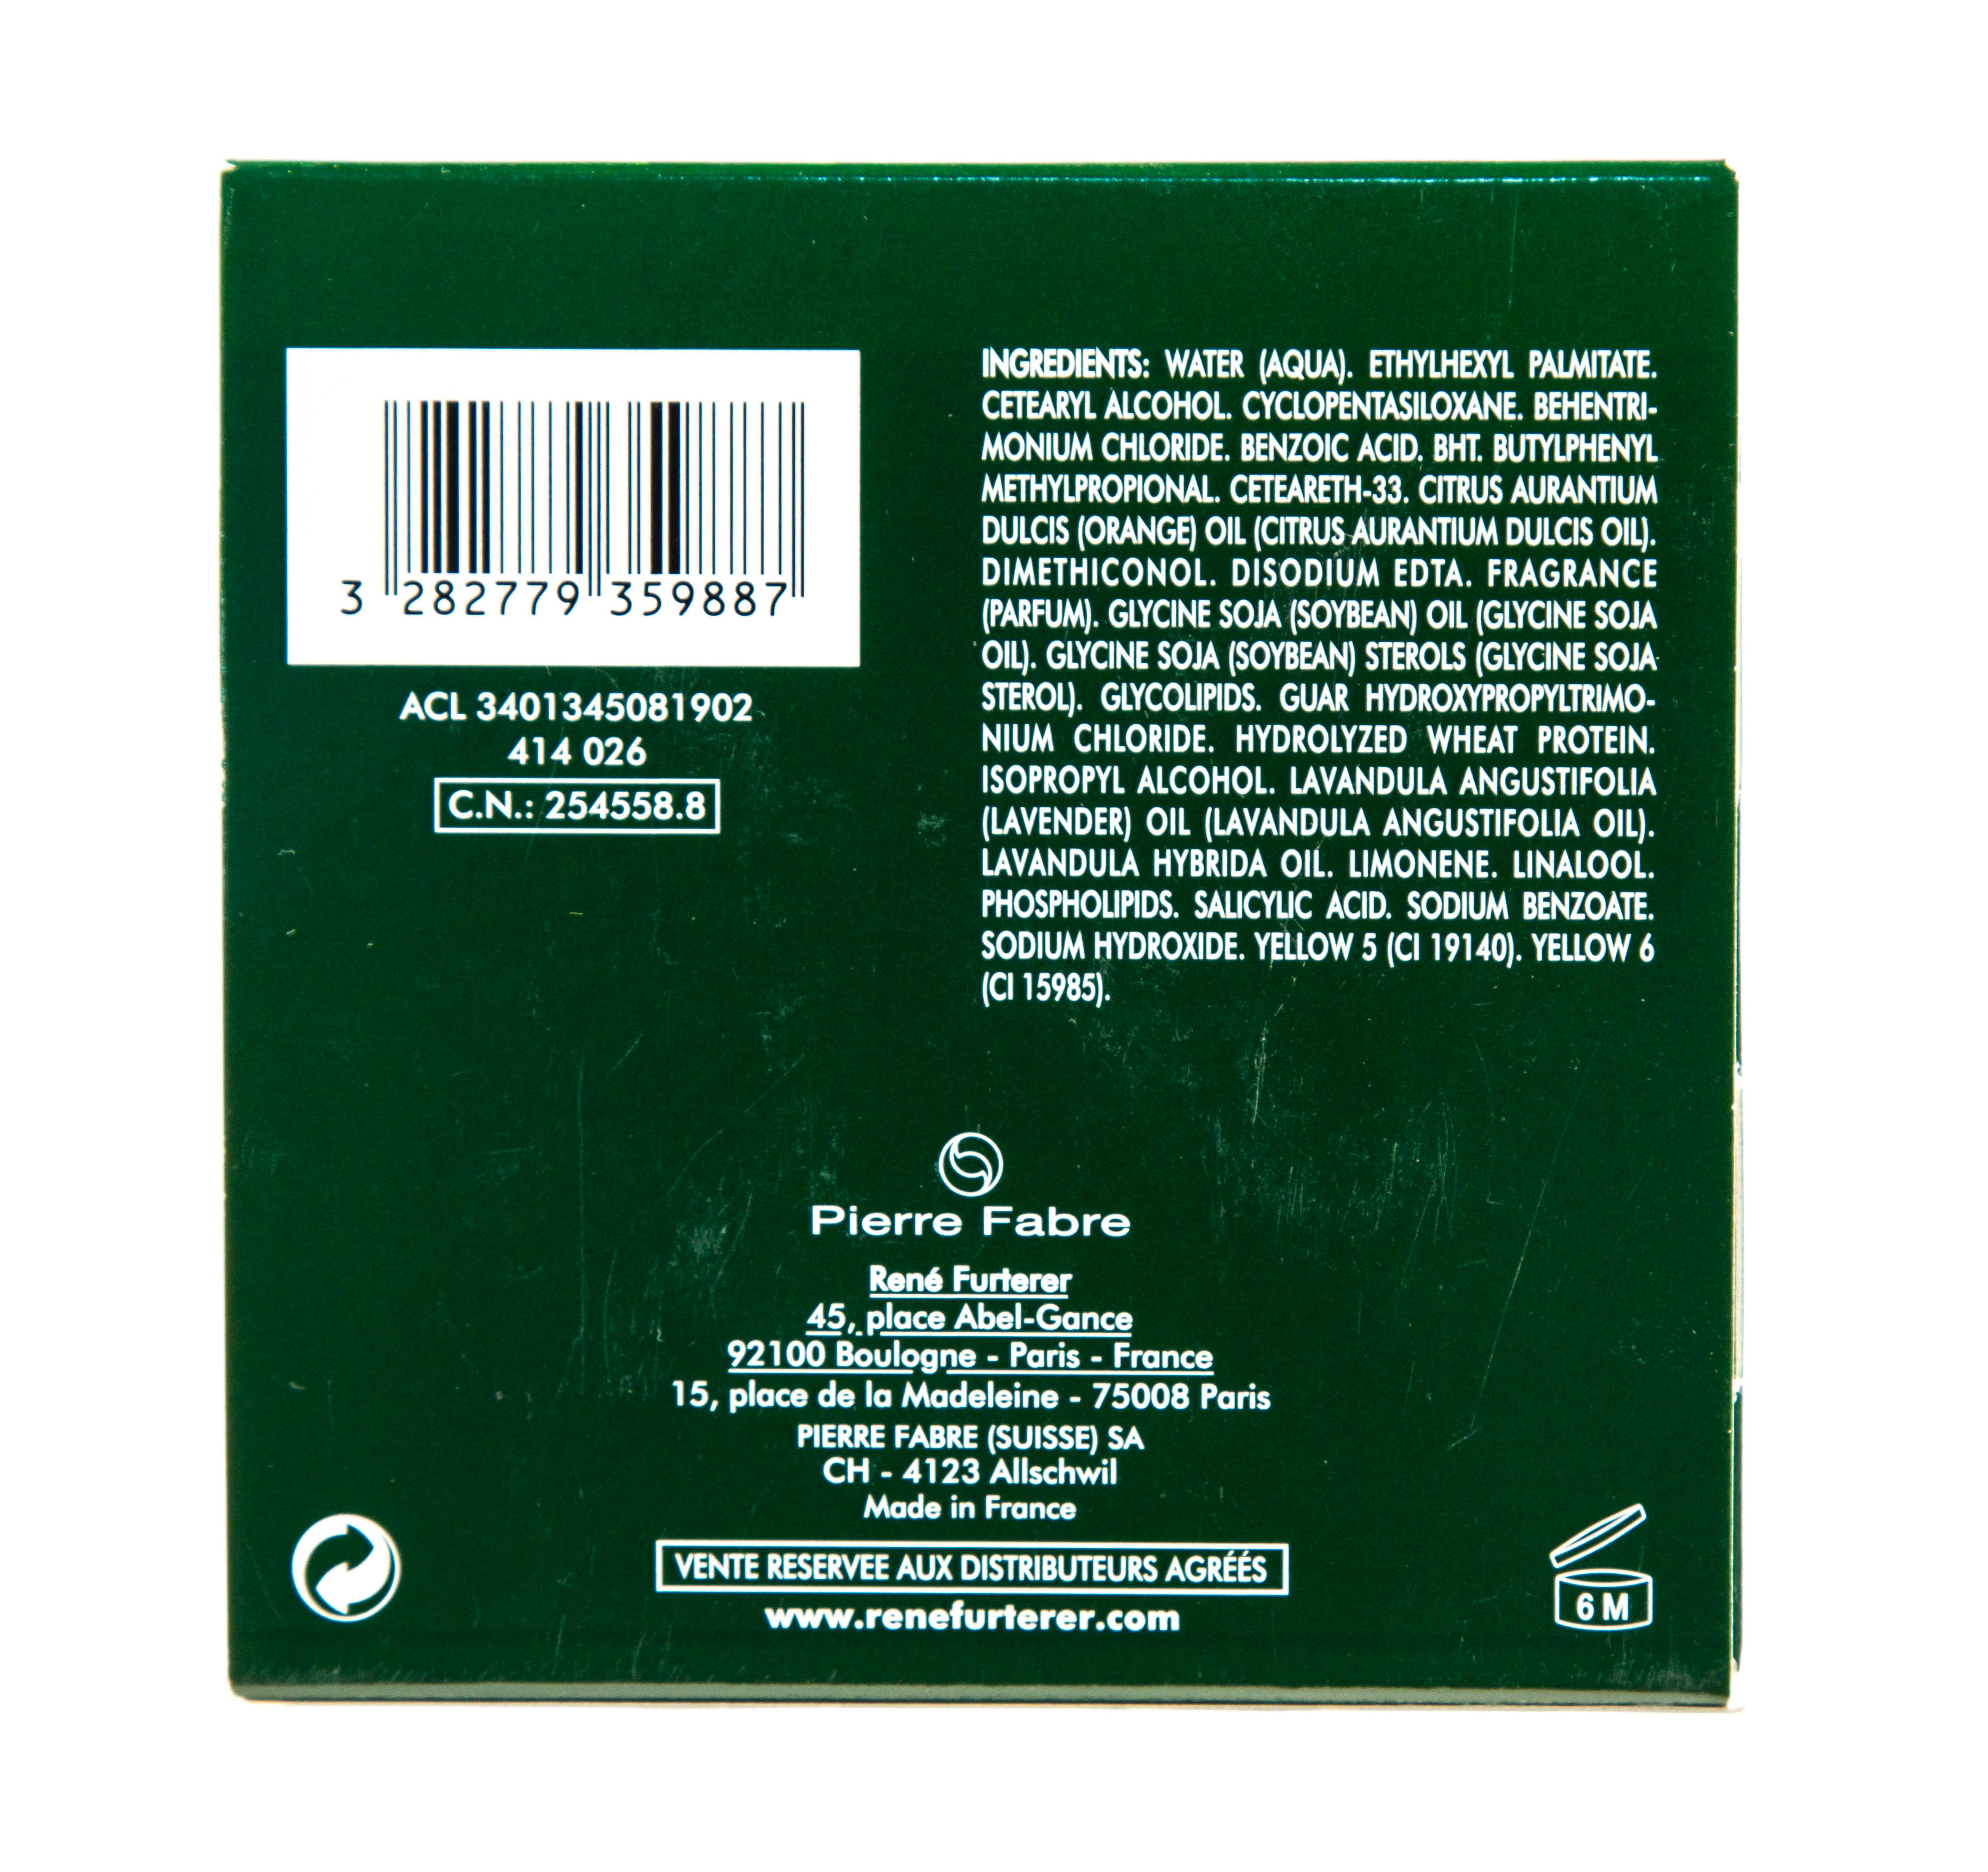 3 282779 359887
ACL 3401345081902
414 026
C.N.: 254558.8
INGREDIENTS: WATER (AQUA). ETHYLHEXYL PALMITATE.
CETEARYL ALCOHOL. CYCLOPENTASILOXANE. BEHENTRI-
MONIUM CHLORIDE. BENZOIC ACID. BHT. BUTYLPHENYL
METHYLPROPIONAL. CETEARETH-33. CITRUS AURANTIUM
DULCIS (ORANGE) OIL (CITRUS AURANTIUM DULCIS OIL).
DIMETHICONOL. DISODIUM EDTA. FRAGRANCE
(PARFUM). GLYCINE SOJA (SOYBEAN) OIL (GLYCINE SOJA
OIL). GLYCINE SOJA (SOYBEAN) STEROLS (GLYCINE SOJA
STEROL). GLYCOLIPIDS. GUAR HYDROXYPROPYLTRIMO-
NIUM CHLORIDE. HYDROLYZED WHEAT PROTEIN.
ISOPROPYL ALCOHOL. LAVANDULA ANGUSTIFOLIA
(LAVENDER) OIL (LAVANDULA ANGUSTIFOLIA OIL).
LAVANDULA HYBRIDA OIL. LIMONENE. LINALOOL.
PHOSPHOLIPIDS. SALICYLIC ACID. SODIUM BENZOATE.
SODIUM HYDROXIDE. YELLOW 5 (CI 19140). YELLOW 6
(CI 15985).
Pierre Fabre
René Furterer
45, place Abel-Gance
92100 Boulogne - Paris - France
15, place de la Madeleine - 75008 Paris
PIERRE FABRE (SUISSE) SA
CH - 4123 Allschwil
Made in France
VENTE RESERVEE AUX DISTRIBUTEURS AGRÉÉS
www.renefurterer.com
6 M